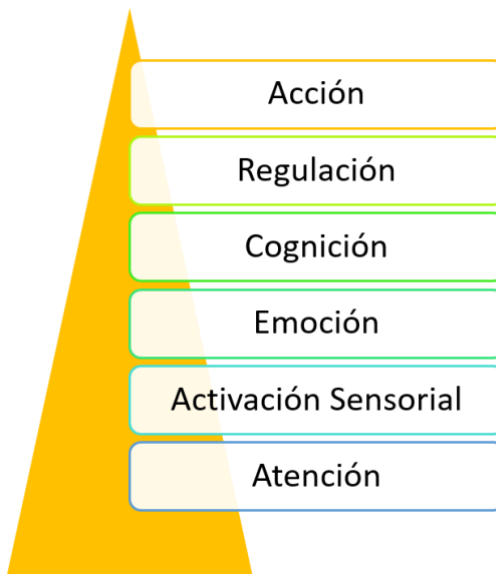 Acción
Regulación
Cognición
Emoción
Activación Sensorial
Atención